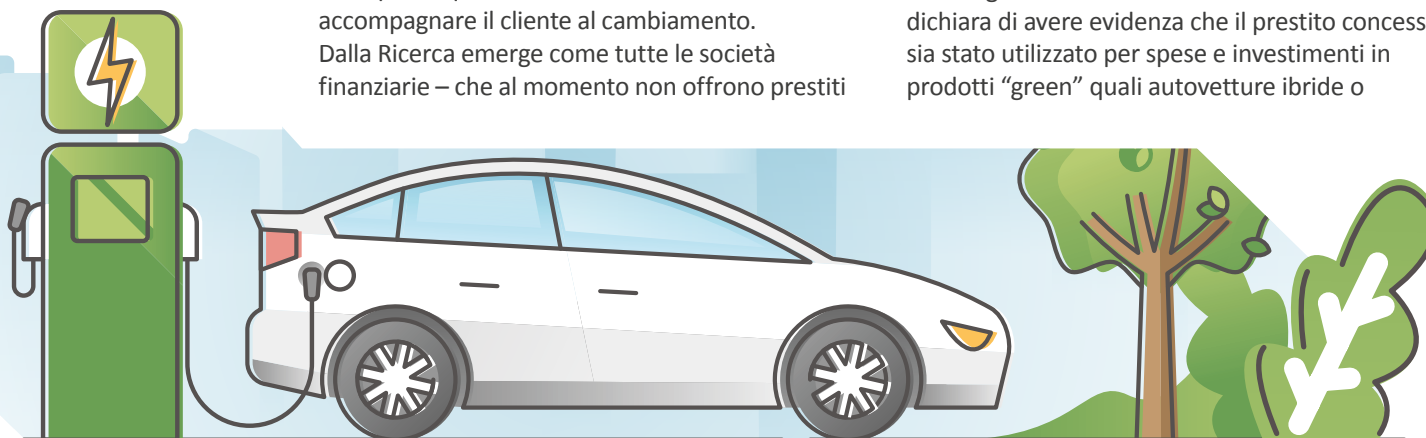 accompagnare il cliente al cambiamento.
Dalla Ricerca emerge come tutte le società
finanziarie – che al momento non offrono prestiti
dichiara di avere evidenza che il prestito concess
sia stato utilizzato per spese e investimenti in
prodotti “green” quali autovetture ibride o